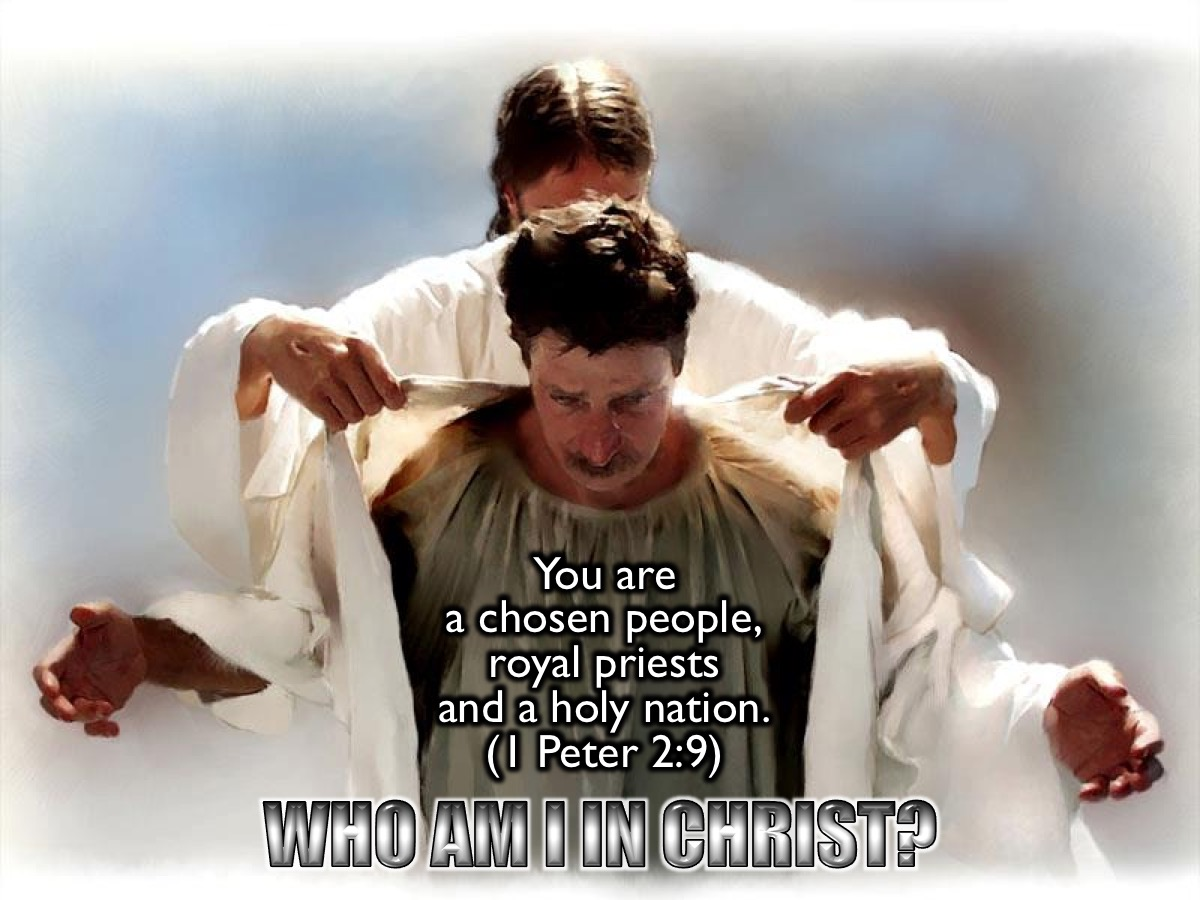 You are
a chosen people,
royal priests
and a holy nation.
(1 Peter 2:9)
WHO AM I IN CHRIST?